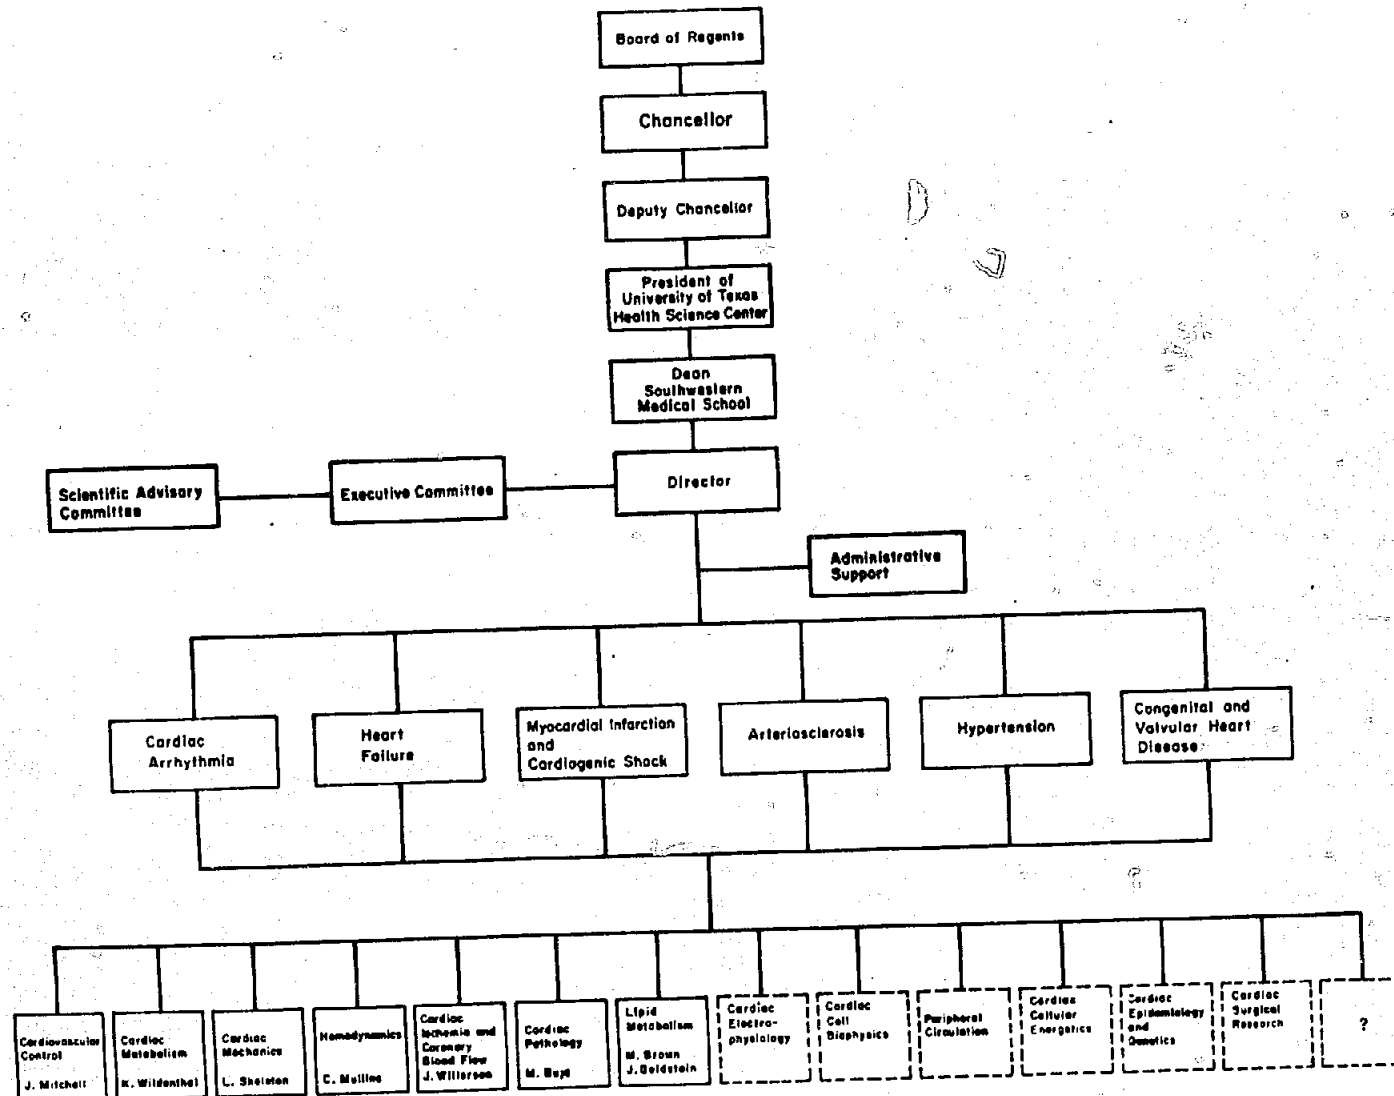 Board of Regents
Chancellor
Deputy Chancellor
President of
University of Texas
Health Science Center
Dean
Southwestern
Medical School
Scientific Advisory
Committee
Executive Committee
Director
Administrative
Support
Cardiac
Arrhythmia
Heart
Failure
Myocardial Infarction
and
Cardiogenic Shock
Arteriosclerosis
Hypertension
Congenital and
Valvular Heart
Disease
Cardiovascular
Control
J. Mitchell
Cardiac
Metabolism
K. Wildenthal
Cardiac
Mechanics
L. Skelton
Hemodynamics
C. Mullins
Cardiac
Ischemia and
Coronary
Blood Flow
J. Willerson
Cardiac
Pathology
M. Buja
Lipid
Metabolism
M. Brown
J. Goldstein
Cardiac
Electro-
physiology
Cardiac
Cell
Biophysics
Peripheral
Circulation
Cardiac
Cellular
Energetics
Cardiac
Epidemiology
and
Genetics
Cardiac
Surgical
Research
?